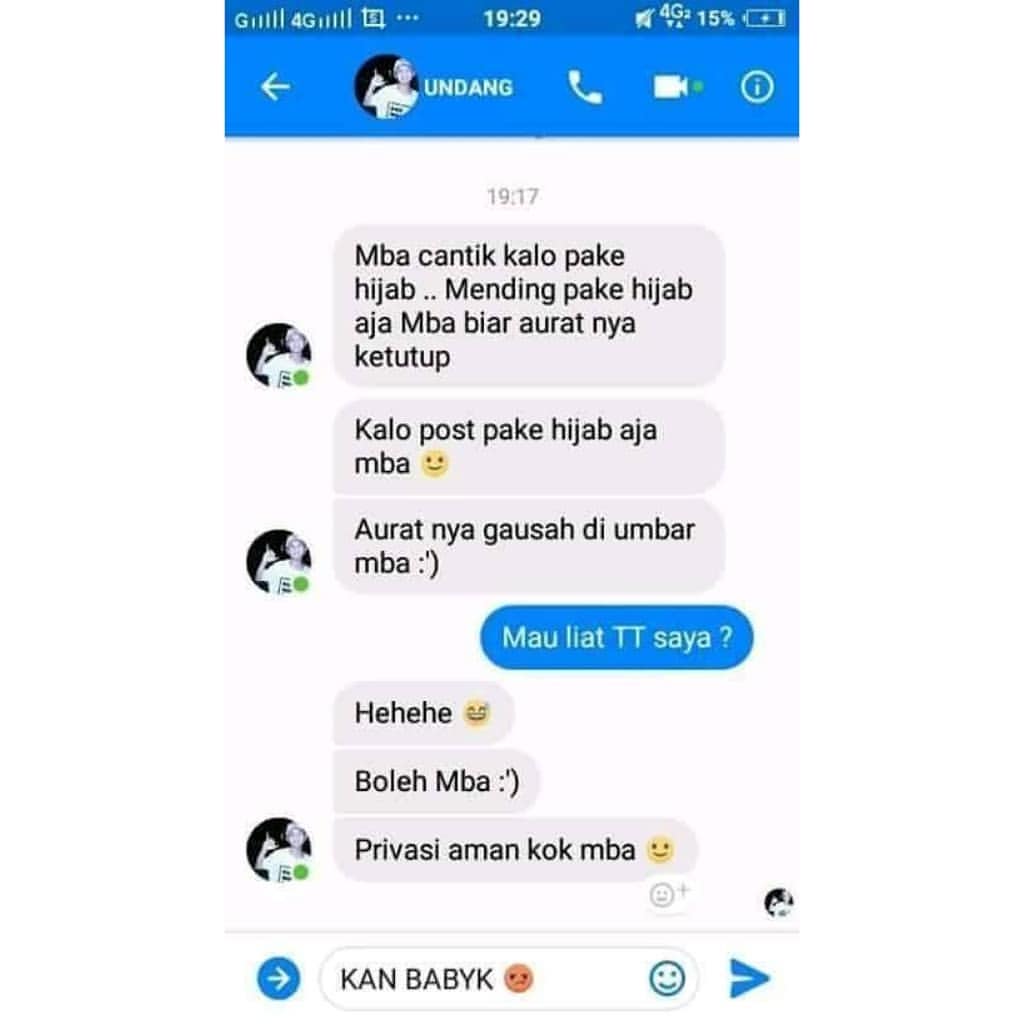 4G 19:29 4G² 15%
UNDANG
19:17
Mba cantik kalo pake
hijab .. Mending pake hijab
aja Mba biar aurat nya
ketutup
Kalo post pake hijab aja
mba 🙂
Aurat nya gausah di umbar
mba :')
Mau liat TT saya ?
Hehehe 😅
Boleh Mba :')
Privasi aman kok mba 🙂
KAN BABYK 😡